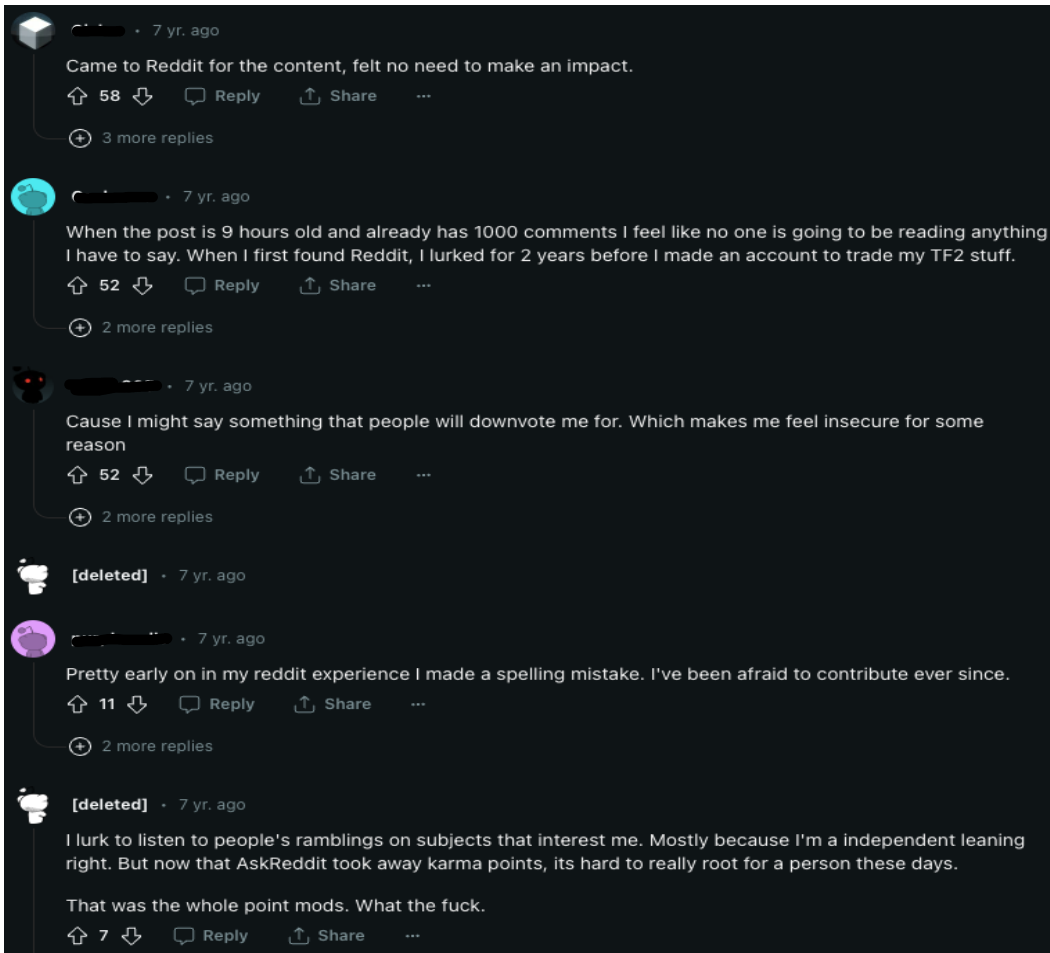 • 7 yr. ago
Came to Reddit for the content, felt no need to make an impact.
58 Reply Share ...
3 more replies
• 7 yr. ago
When the post is 9 hours old and already has 1000 comments I feel like no one is going to be reading anything
I have to say. When I first found Reddit, I lurked for 2 years before I made an account to trade my TF2 stuff.
52 Reply Share ...
2 more replies
• 7 yr. ago
Cause I might say something that people will downvote me for. Which makes me feel insecure for some
reason
52 Reply Share ...
2 more replies
[deleted] • 7 yr. ago
• 7 yr. ago
Pretty early on in my reddit experience I made a spelling mistake. I've been afraid to contribute ever since.
11 Reply Share ...
2 more replies
[deleted] • 7 yr. ago
I lurk to listen to people's ramblings on subjects that interest me. Mostly because I'm a independent leaning
right. But now that AskReddit took away karma points, its hard to really root for a person these days.
That was the whole point mods. What the fuck.
7 Reply Share ...